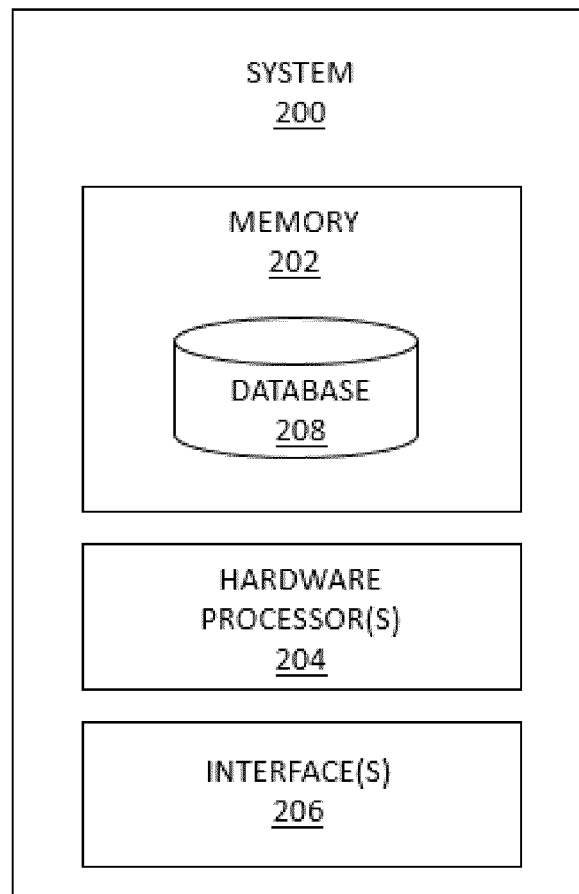 SYSTEM
200
MEMORY
202
DATABASE
208
HARDWARE
PROCESSOR(S)
204
INTERFACE(S)
206